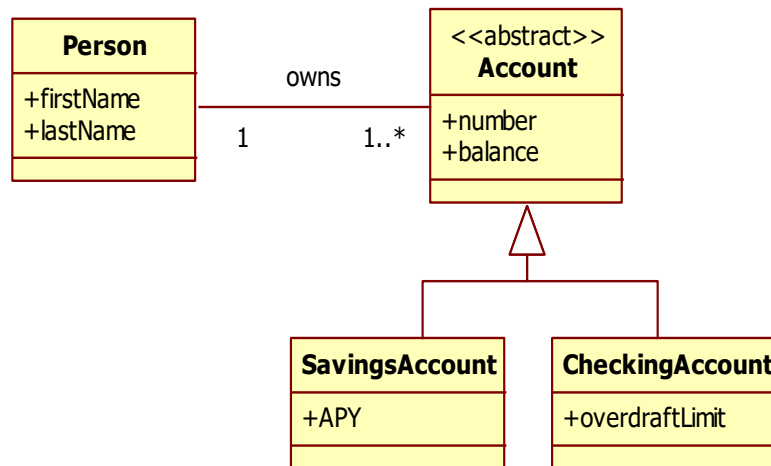 Person
+firstName
+lastName
owns
1
1..*
<<abstract>>
Account
+number
+balance
SavingsAccount
+APY
CheckingAccount
+overdraftLimit